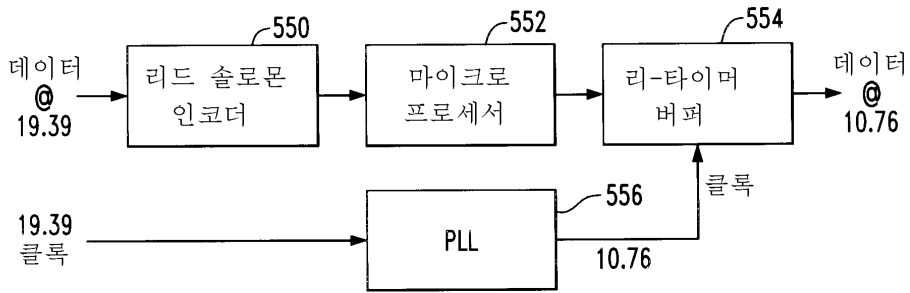 데이터
@
19.39
550
리드 솔로몬
인코더
552
마이크로
프로세서
554
리-타이머
버퍼
데이터
@
10.76
클록
19.39
클록
556
PLL
10.76